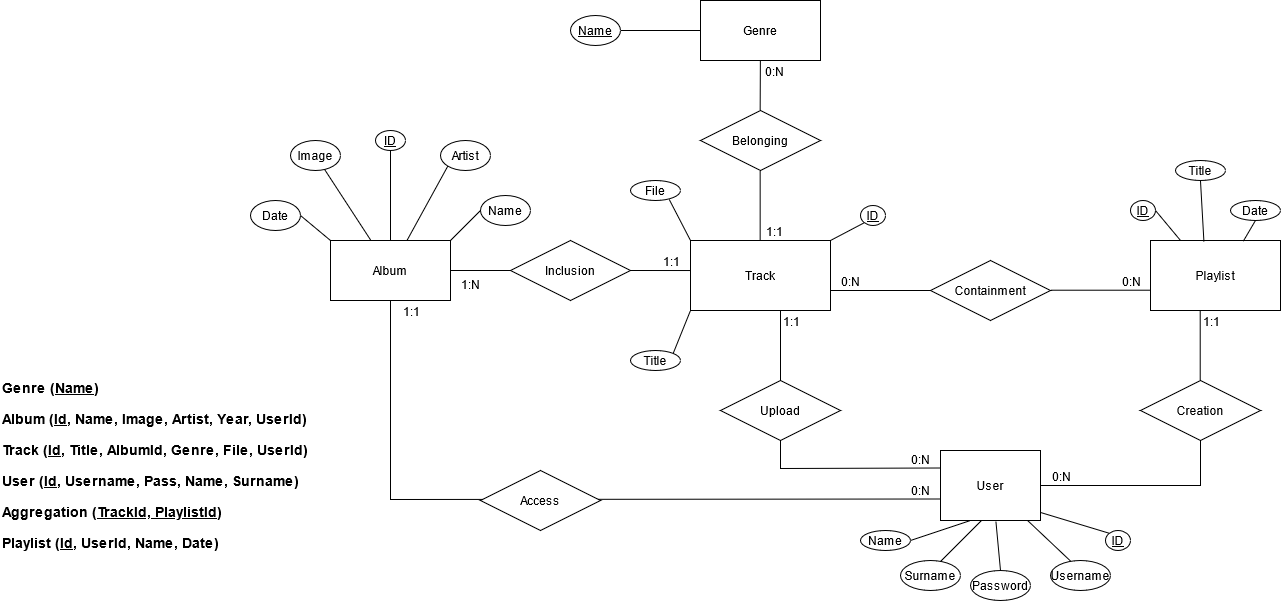 Name
Genre
0:N
Belonging
ID
Image
Artist
Date
Name
File
ID
Title
ID
Date
1:1
Album
1:N
Inclusion
1:1
Track
0:N
Containment
0:N
Playlist
1:1
1:1
1:1
Title
Genre (Name)
Album (Id, Name, Image, Artist, Year, UserId)
Upload
Creation
Track (Id, Title, AlbumId, Genre, File, UserId)
0:N
User (Id, Username, Pass, Name, Surname)
0:N
User
0:N
Access
Aggregation (TrackId, PlaylistId)
Playlist (Id, UserId, Name, Date)
Name
ID
Surname
Password
Username